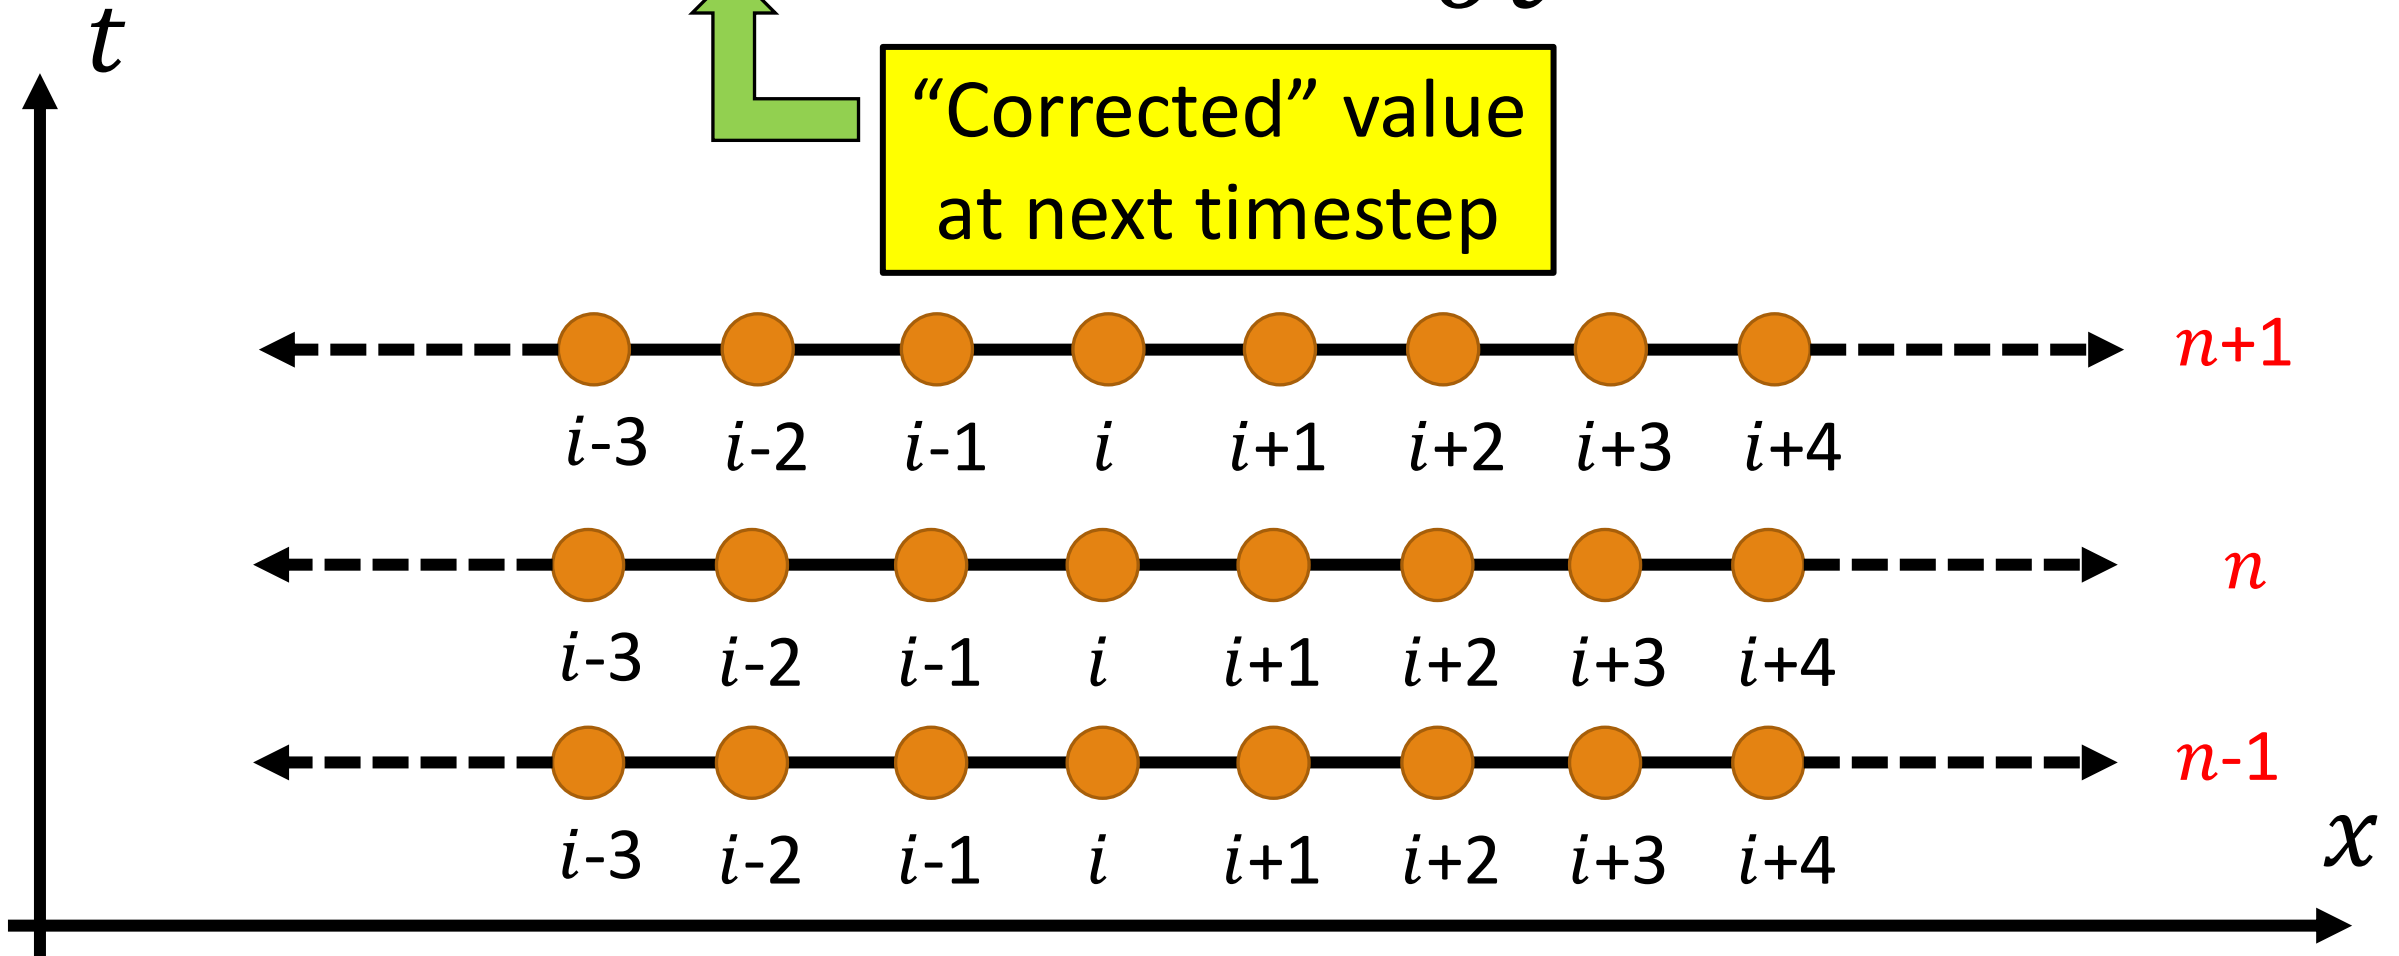 t
“Corrected” value
at next timestep
n+1
i-3 i-2 i-1 i i+1 i+2 i+3 i+4
n
i-3 i-2 i-1 i i+1 i+2 i+3 i+4
n-1
i-3 i-2 i-1 i i+1 i+2 i+3 i+4
x